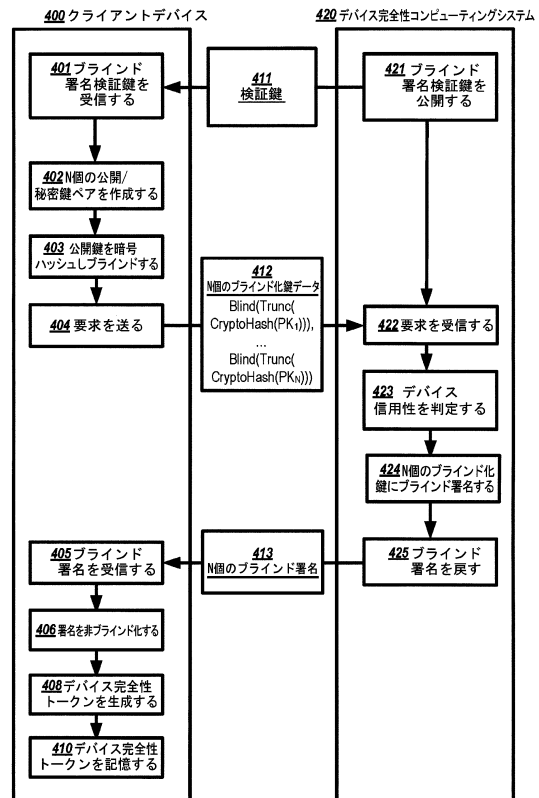 400 クライアントデバイス
420 デバイス完全性コンピューティングシステム
401 ブラインド
署名検証鍵を
受信する
411
検証鍵
421 ブラインド
署名検証鍵を
公開する
402 N個の公開/
秘密鍵ペアを作成する
403 公開鍵を暗号
ハッシュしブラインドする
404 要求を送る
412
N個のブラインド化鍵データ
Blind(Trunc(
CryptoHash(PK1))),
...
Blind(Trunc(
CryptoHash(PKN)))
422 要求を受信する
423 デバイス
信用性を判定する
424 N個のブラインド化
鍵にブラインド署名する
405 ブラインド
署名を受信する
413
N個のブラインド署名
425 ブラインド
署名を戻す
406 署名を非ブラインド化する
408 デバイス完全性
トークンを生成する
410 デバイス完全性
トークンを記憶する